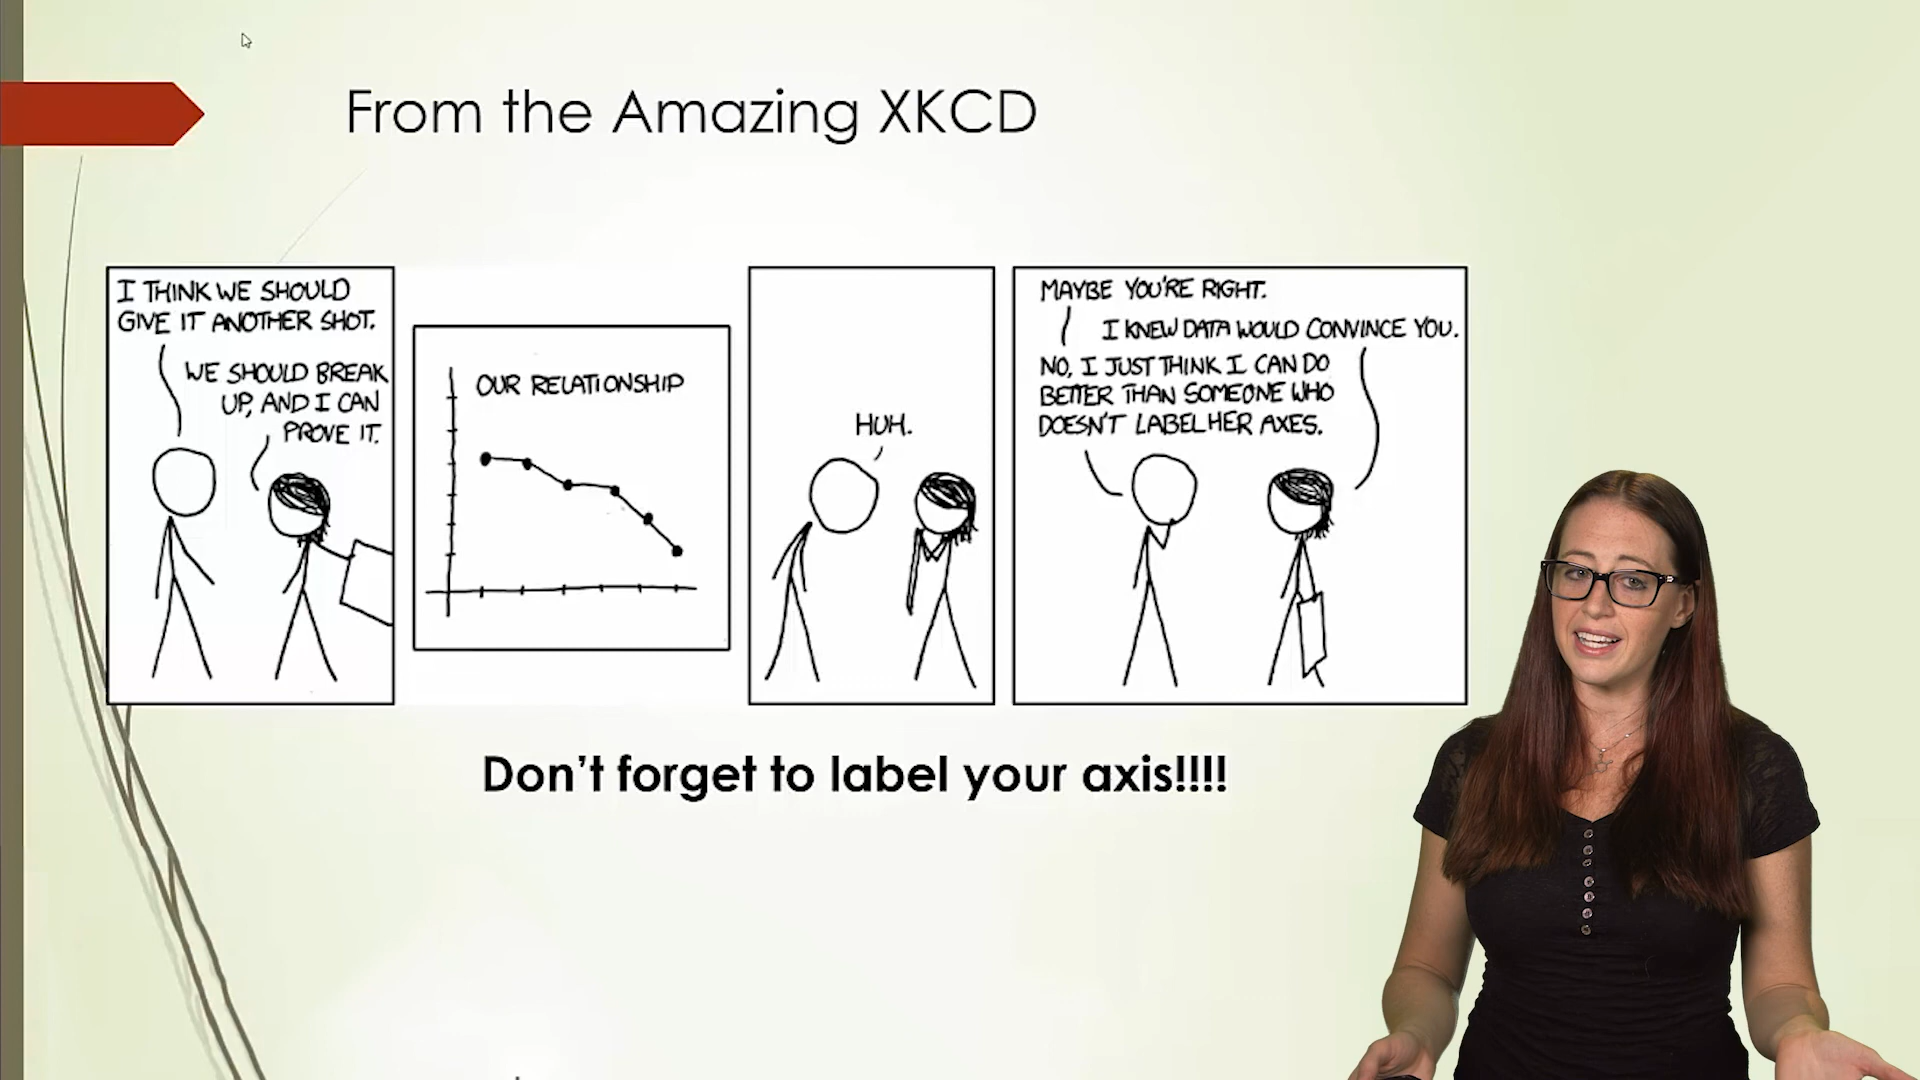 From the Amazing XKCD
I THINK WE SHOULD
GIVE IT ANOTHER SHOT.
WE SHOULD BREAK
UP, AND I CAN
PROVE IT.
OUR RELATIONSHIP
HUH.
MAYBE YOU'RE RIGHT.
I KNEW DATA WOULD CONVINCE YOU.
NO, I JUST THINK I CAN DO
BETTER THAN SOMEONE WHO
DOESN'T LABEL HER AXES.
Don't forget to label your axis!!!!